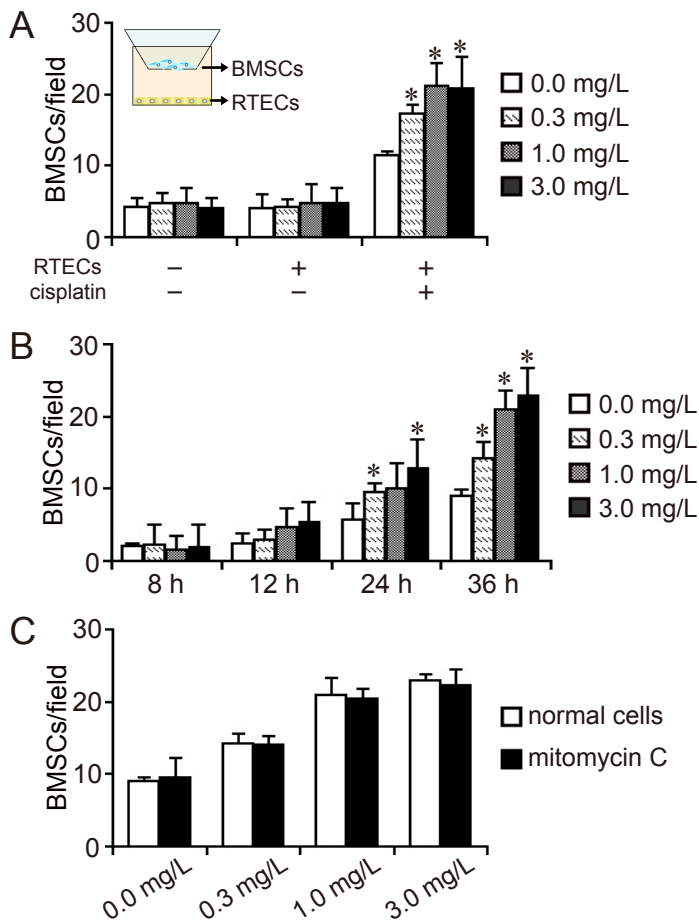 A
BMSCs/field
30
20
10
0
BMSCs
RTECs
* * *
0.0 mg/L
0.3 mg/L
1.0 mg/L
3.0 mg/L
RTECs – + +
cisplatin – – +
B
BMSCs/field
30
20
10
0
* * * * *
8 h 12 h 24 h 36 h
0.0 mg/L
0.3 mg/L
1.0 mg/L
3.0 mg/L
C
BMSCs/field
30
20
10
0
0.0 mg/L 0.3 mg/L 1.0 mg/L 3.0 mg/L
normal cells
mitomycin C